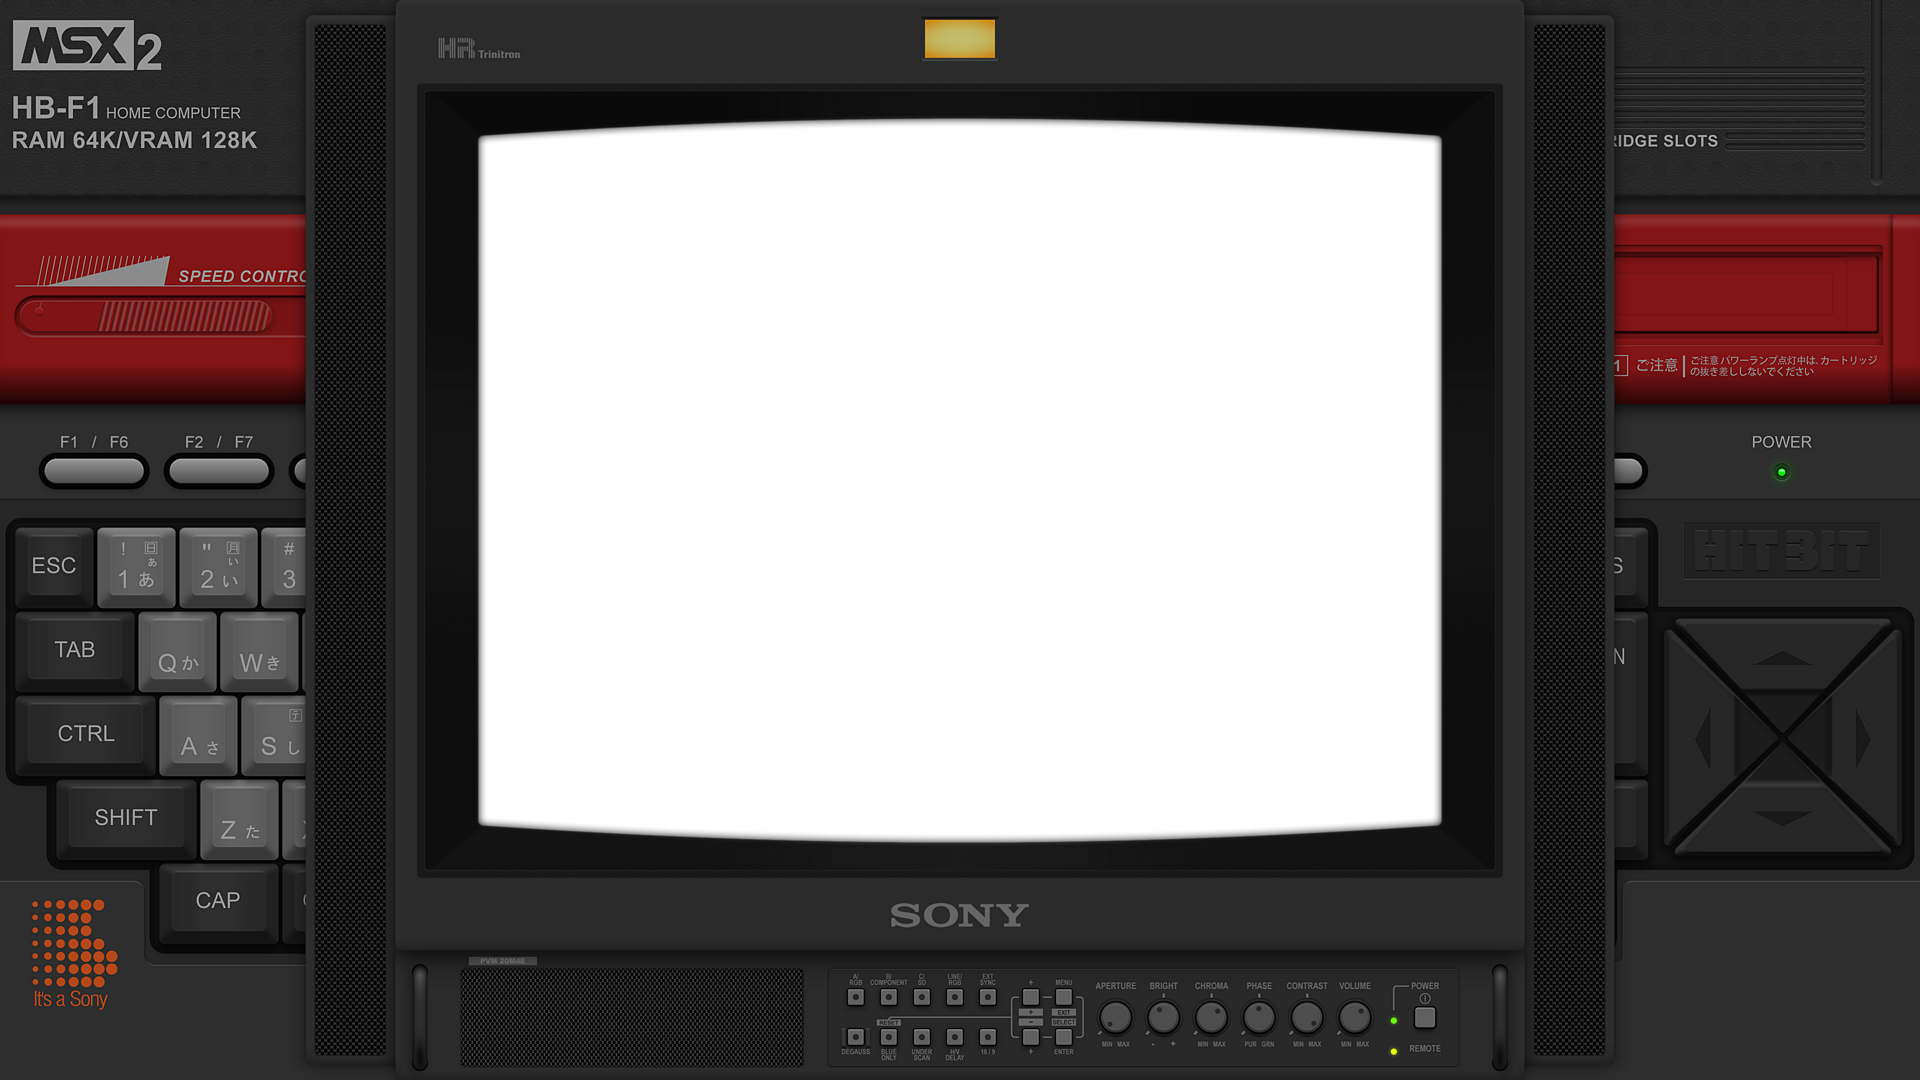 MSX2
HB-F1 HOME COMPUTER
RAM 64K/VRAM 128K
HR Trinitron
RIDGE SLOTS
SPEED CONTRO
1 ご注意 ご注意 パワーランプ点灯中は、カートリッジ
の抜き差ししないでください
F1 / F6
F2 / F7
POWER
ESC
! 日 ぁ
1 あ
" 月 ぃ
2 い
#
3
S
HITBIT
TAB
Q か
W き
N
CTRL
A さ
S し
SHIFT
Z た
CAP
It's a Sony
SONY
PVM 20M4E
A/
RGB
B/
COMPONENT
C/
SD
LINE/
RGB
EXT
SYNC
+
MENU
+
EXIT
−
SELECT
RESET
DEGAUSS
BLUE
ONLY
UNDER
SCAN
H/V
DELAY
16 / 9
+
ENTER
APERTURE
MIN MAX
BRIGHT
- +
CHROMA
MIN MAX
PHASE
PUR GRN
CONTRAST
MIN MAX
VOLUME
MIN MAX
POWER
REMOTE